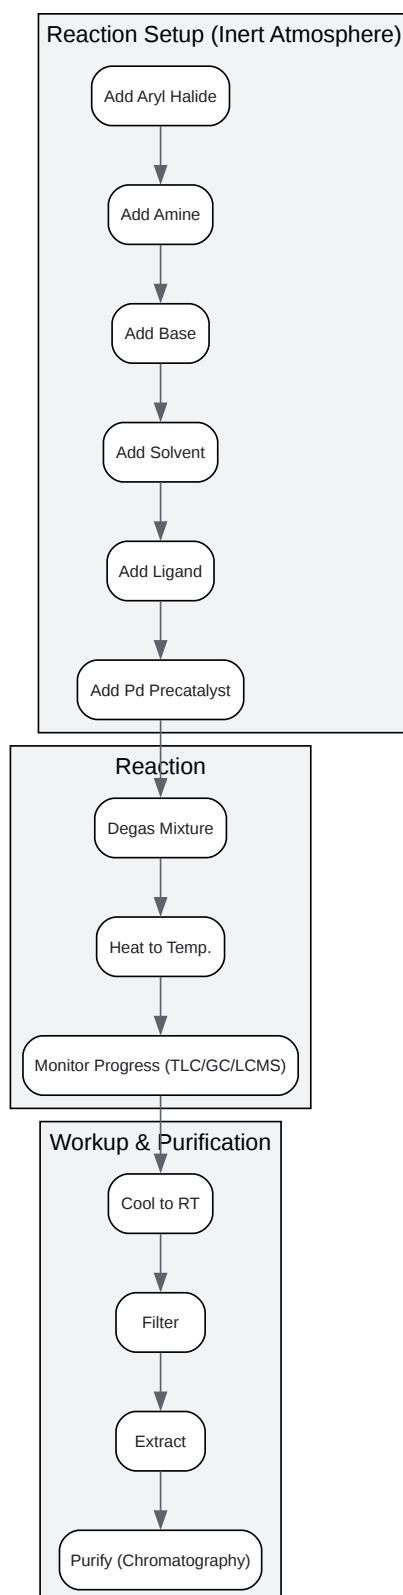 Reaction Setup (Inert Atmosphere)
Add Aryl Halide
Add Amine
Add Base
Add Solvent
Add Ligand
Add Pd Precatalyst
Reaction
Degas Mixture
Heat to Temp.
Monitor Progress (TLC/GC/LCMS)
Workup & Purification
Cool to RT
Filter
Extract
Purify (Chromatography)